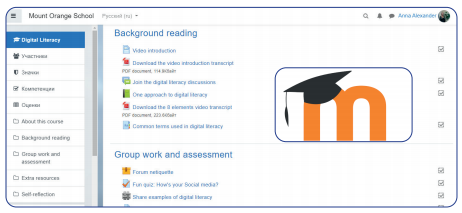 Mount Orange School
Русский (ru)
Anna Alexander
Digital Literacy
Участники
Значки
Компетенции
Оценки
About this course
Background reading
Group work and
assessment
Extra resources
Self-reflection
Background reading
Video introduction
Download the video introduction transcript
PDF document, 114.8Кбайт
Join the digital literacy discussions
One approach to digital literacy
Download the 8 elements video transcript
PDF document, 223.6Кбайт
Common terms used in digital literacy
m
Group work and assessment
Forum netiquette
Fun quiz: How's your Social media?
Share examples of digital literacy